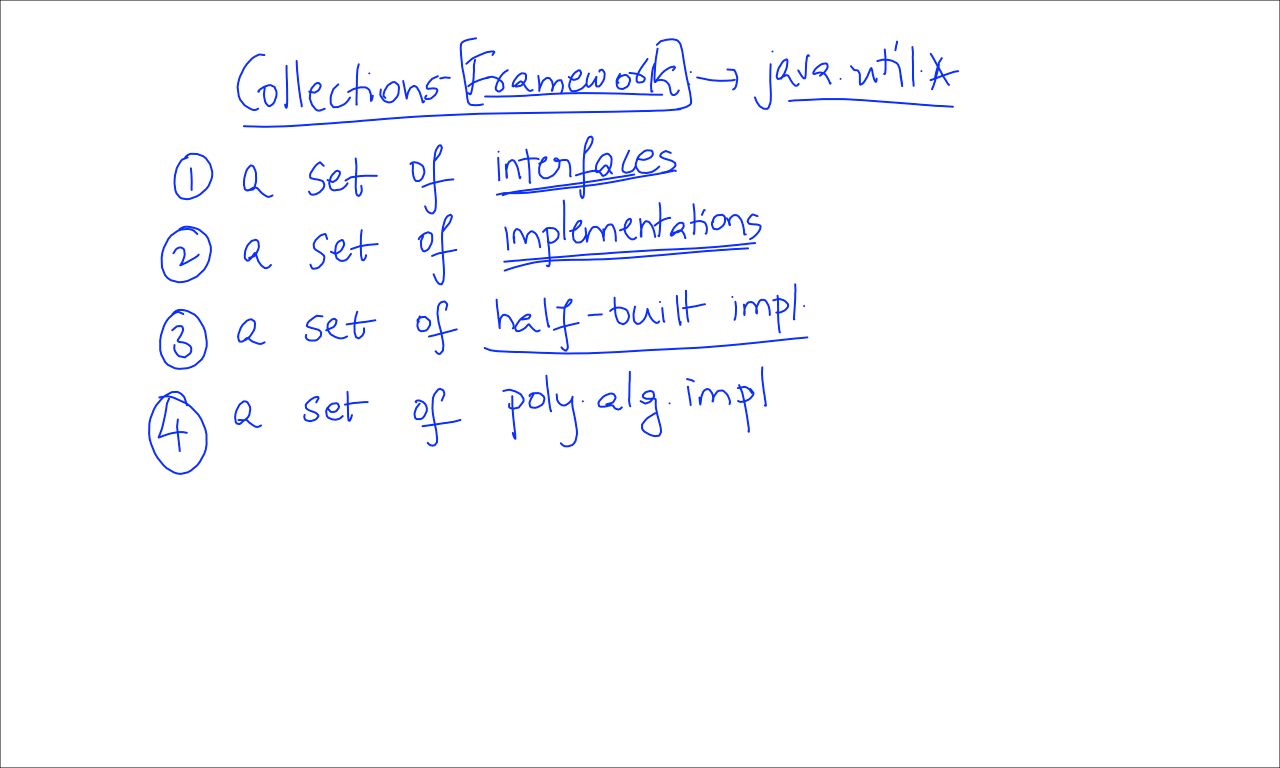 Collections [Framework] → java.util.*
① a set of interfaces
② a set of implementations
③ a set of half-built impl.
④ a set of poly. alg. impl